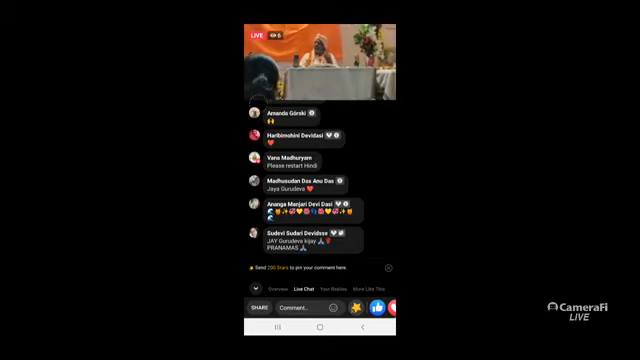 LIVE 6
Amanda Górski
Haribimohini Devidasi
Vana Madhuryam
Please restart Hindi
Madhusudan Das Anu Das
Jaya Gurudeva
Ananga Manjari Devi Dasi
Sudevi Sudari Devidsse
JAY Gurudeva kijay
PRANAMAS
Send 200 Stars to pin your comment here.
Overview Live Chat Your Replies More Like This
SHARE Comment...
CameraFi
LIVE